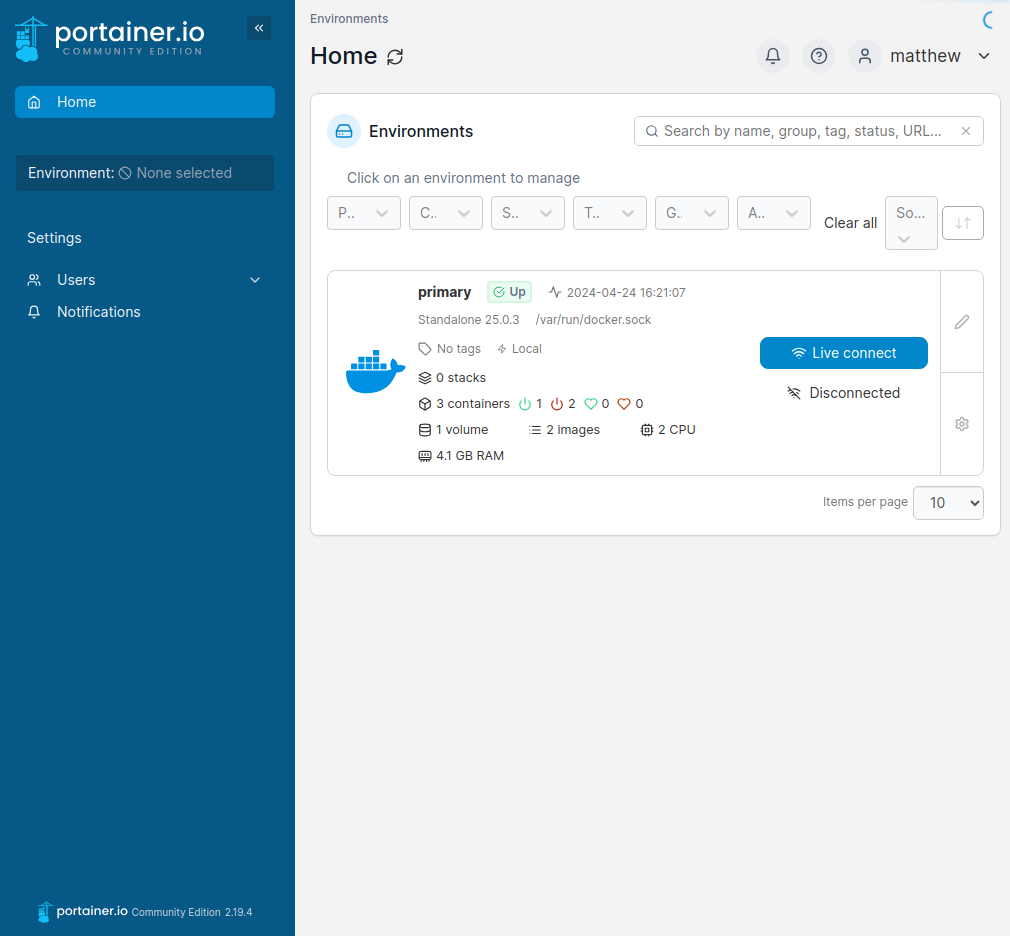 portainer.io
COMMUNITY EDITION
Home
Environment: None selected
Settings
Users
Notifications
portainer.io Community Edition 2.19.4
Environments
Home
matthew
Environments
Search by name, group, tag, status, URL...
Click on an environment to manage
P.. C.. S.. T.. G. A.. Clear all So...
primary Up 2024-04-24 16:21:07
Standalone 25.0.3 /var/run/docker.sock
No tags Local
0 stacks
3 containers 1 2 0 0
1 volume 2 images 2 CPU
4.1 GB RAM
Live connect
Disconnected
Items per page 10